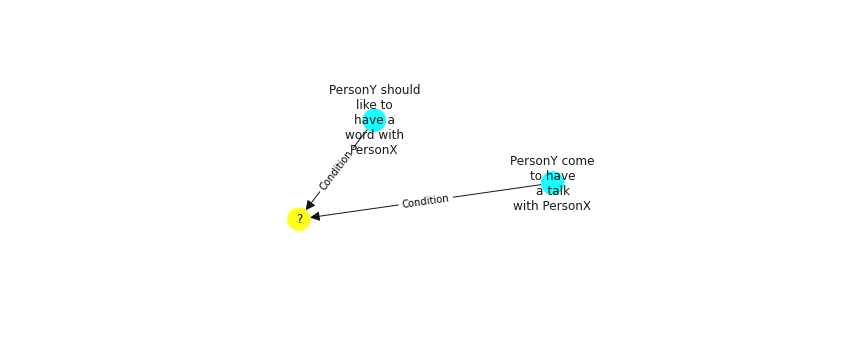 PersonY should
like to
have a
word with
PersonX
Condition
PersonY come
to have
a talk
with PersonX
Condition
?